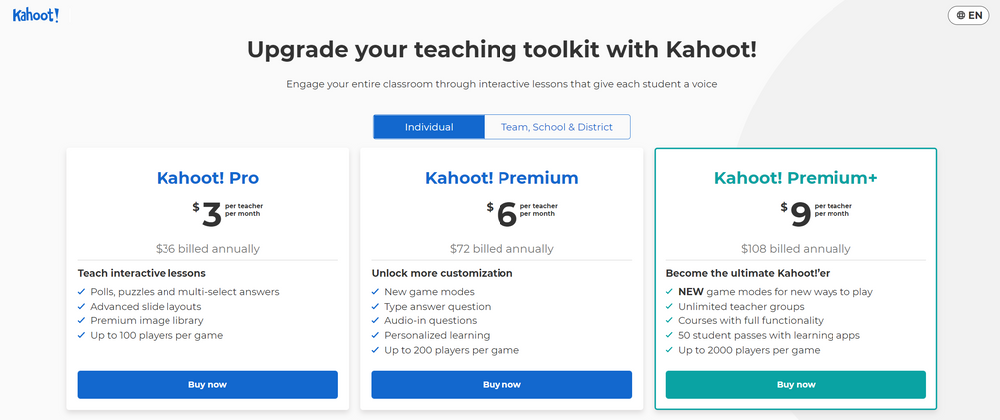 Kahoot!
EN
Upgrade your teaching toolkit with Kahoot!
Engage your entire classroom through interactive lessons that give each student a voice
Individual
Team, School & District
Kahoot! Pro
$3 per teacher
per month
$36 billed annually
Teach interactive lessons
Polls, puzzles and multi-select answers
Advanced slide layouts
Premium image library
Up to 100 players per game
Buy now
Kahoot! Premium
$6 per teacher
per month
$72 billed annually
Unlock more customization
New game modes
Type answer question
Audio-in questions
Personalized learning
Up to 200 players per game
Buy now
Kahoot! Premium+
$9 per teacher
per month
$108 billed annually
Become the ultimate Kahoot!'er
NEW game modes for new ways to play
Unlimited teacher groups
Courses with full functionality
50 student passes with learning apps
Up to 2000 players per game
Buy now